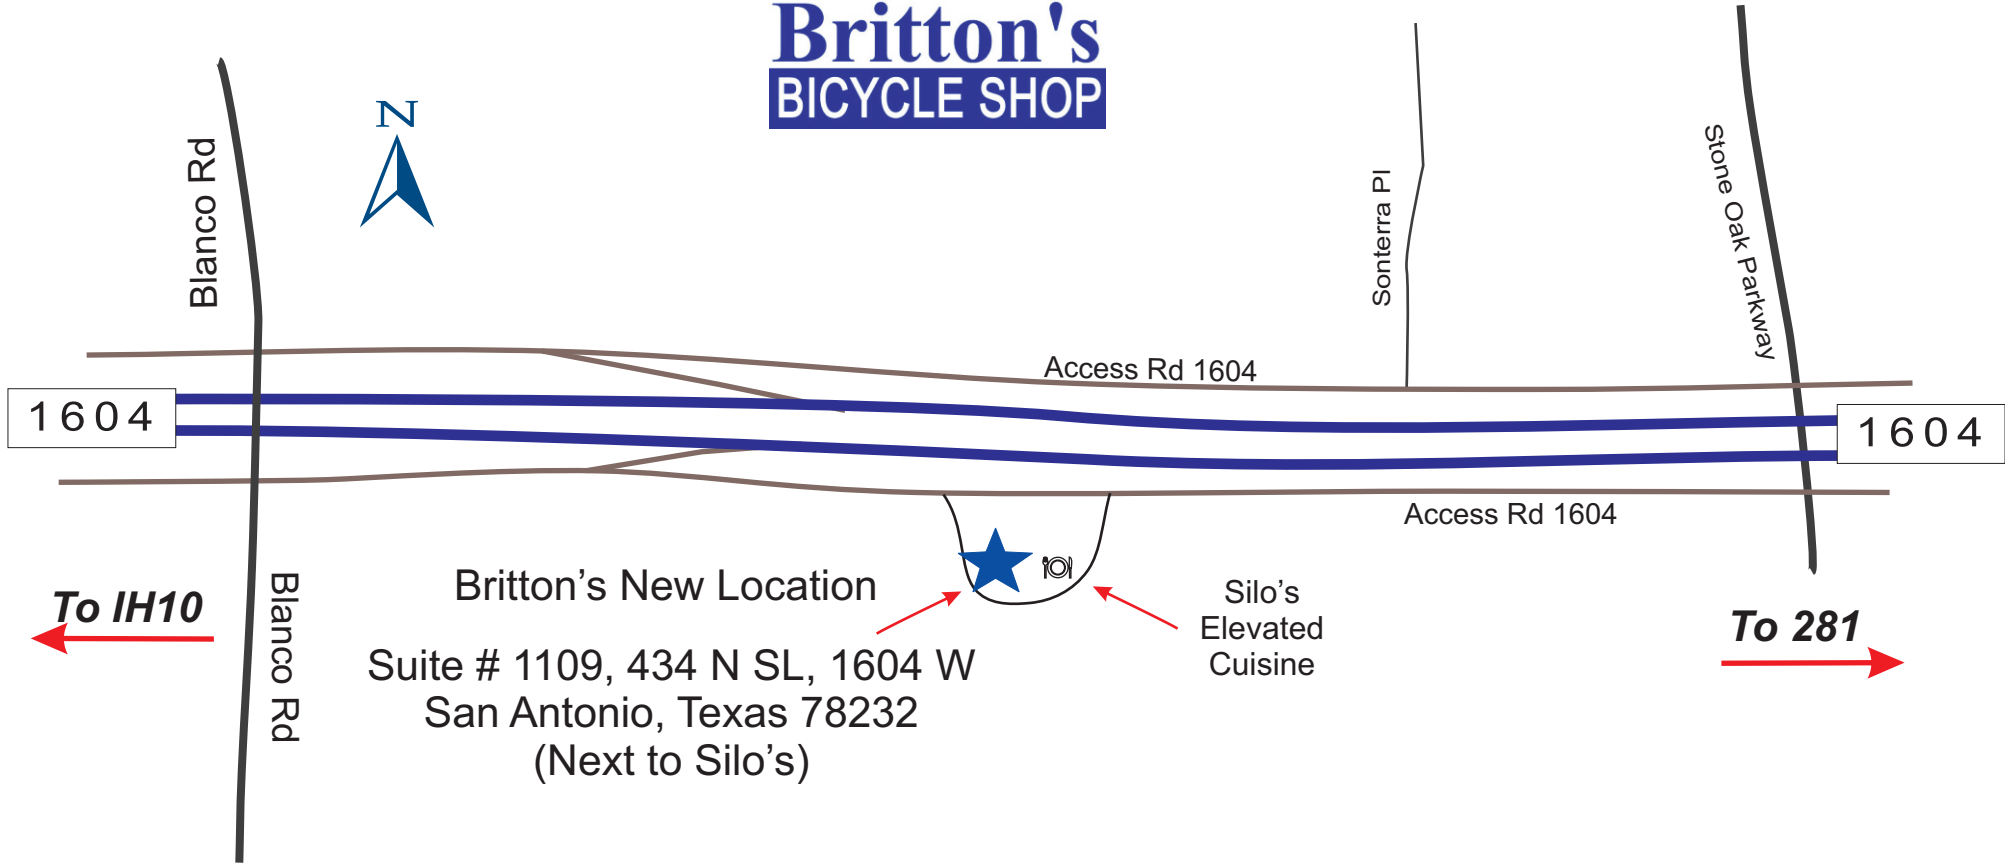 Britton's
BICYCLE SHOP
N
Blanco Rd
Sonterra Pl
Stone Oak Parkway
Access Rd 1604
1604
1604
Access Rd 1604
Britton’s New Location
Suite # 1109, 434 N SL, 1604 W
San Antonio, Texas 78232
(Next to Silo’s)
Silo’s
Elevated
Cuisine
To IH10
Blanco Rd
To 281